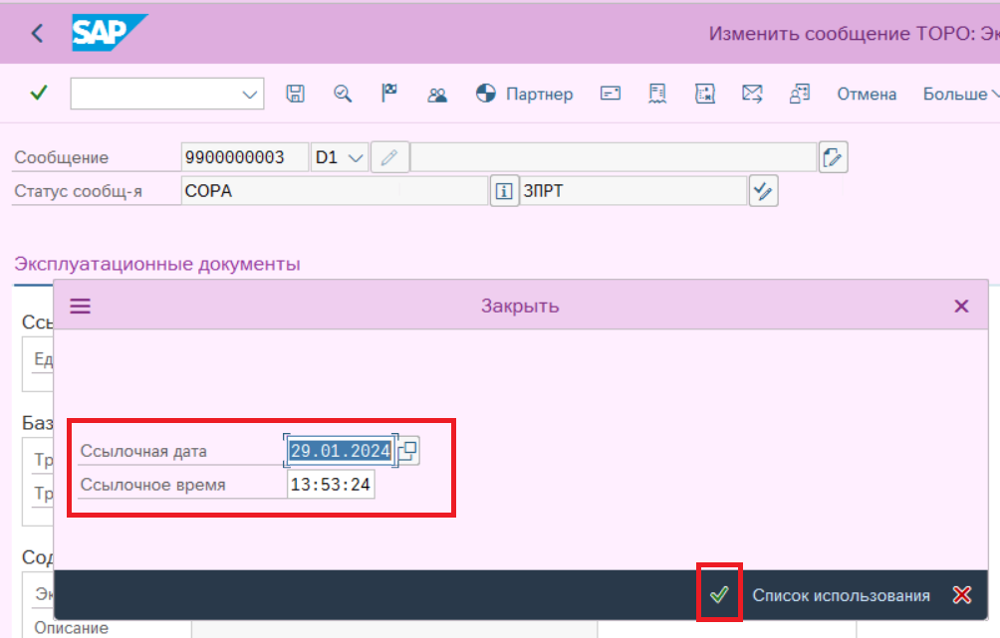 SAP
Изменить сообщение ТОРО: Эк
Партнер
Отмена
Больше
Сообщение 9900000003 D1
Статус сообщ-я СОРА ЗПРТ
Эксплуатационные документы
Ссы
Закрыть
Ед
Баз
Ссылочная дата 29.01.2024
Тр
Ссылочное время 13:53:24
Тр
Сод
Эк
Список использования
Описание